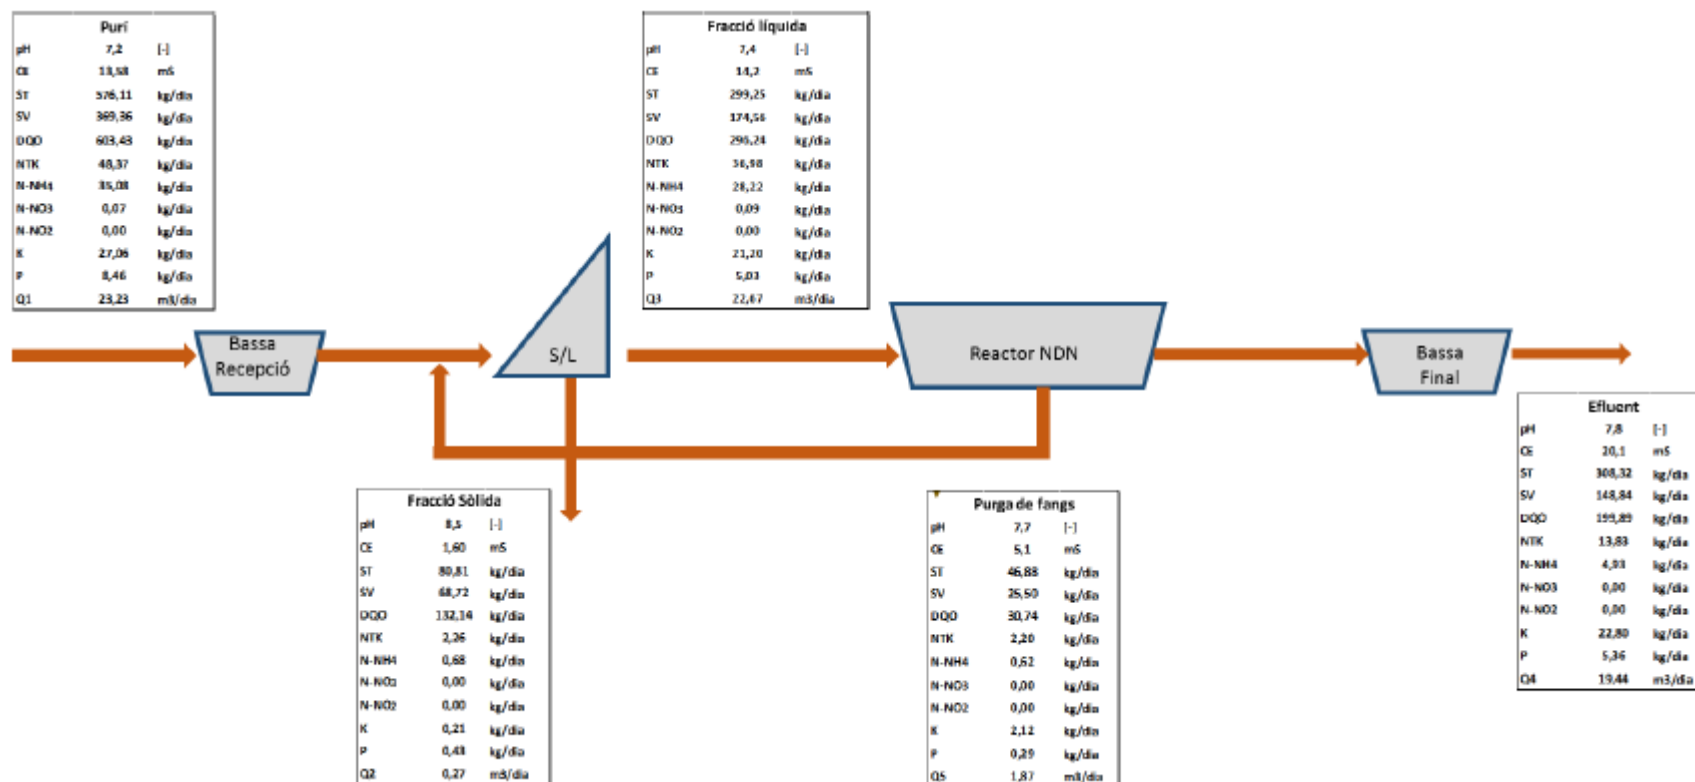 Purí
pH 7,2 [-]
CE 13,58 mS
ST 576,11 kg/dia
SV 369,36 kg/dia
DQO 603,43 kg/dia
NTK 48,37 kg/dia
N-NH4 35,08 kg/dia
N-NO3 0,07 kg/dia
N-NO2 0,00 kg/dia
K 27,06 kg/dia
P 8,46 kg/dia
Q1 23,23 m3/dia
Fracció líquida
pH 7,4 [-]
CE 14,2 mS
ST 299,25 kg/dia
SV 174,56 kg/dia
DQO 296,24 kg/dia
NTK 36,98 kg/dia
N-NH4 28,22 kg/dia
N-NO3 0,09 kg/dia
N-NO2 0,00 kg/dia
K 21,20 kg/dia
P 5,03 kg/dia
Q3 22,67 m3/dia
Bassa
Recepció
S/L
Reactor NDN
Bassa
Final
Fracció Sòlida
pH 8,5 [-]
CE 1,60 mS
ST 80,81 kg/dia
SV 68,72 kg/dia
DQO 132,14 kg/dia
NTK 2,26 kg/dia
N-NH4 0,68 kg/dia
N-NO3 0,00 kg/dia
N-NO2 0,00 kg/dia
K 0,21 kg/dia
P 0,43 kg/dia
Q2 0,27 m3/dia
Purga de fangs
pH 7,7 [-]
CE 5,1 mS
ST 46,88 kg/dia
SV 25,50 kg/dia
DQO 30,74 kg/dia
NTK 2,20 kg/dia
N-NH4 0,62 kg/dia
N-NO3 0,00 kg/dia
N-NO2 0,00 kg/dia
K 2,12 kg/dia
P 0,29 kg/dia
Q5 1,87 m3/dia
Efluent
pH 7,8 [-]
CE 20,1 mS
ST 308,32 kg/dia
SV 148,84 kg/dia
DQO 199,89 kg/dia
NTK 13,83 kg/dia
N-NH4 4,93 kg/dia
N-NO3 0,00 kg/dia
N-NO2 0,00 kg/dia
K 22,80 kg/dia
P 5,36 kg/dia
Q4 19,44 m3/dia